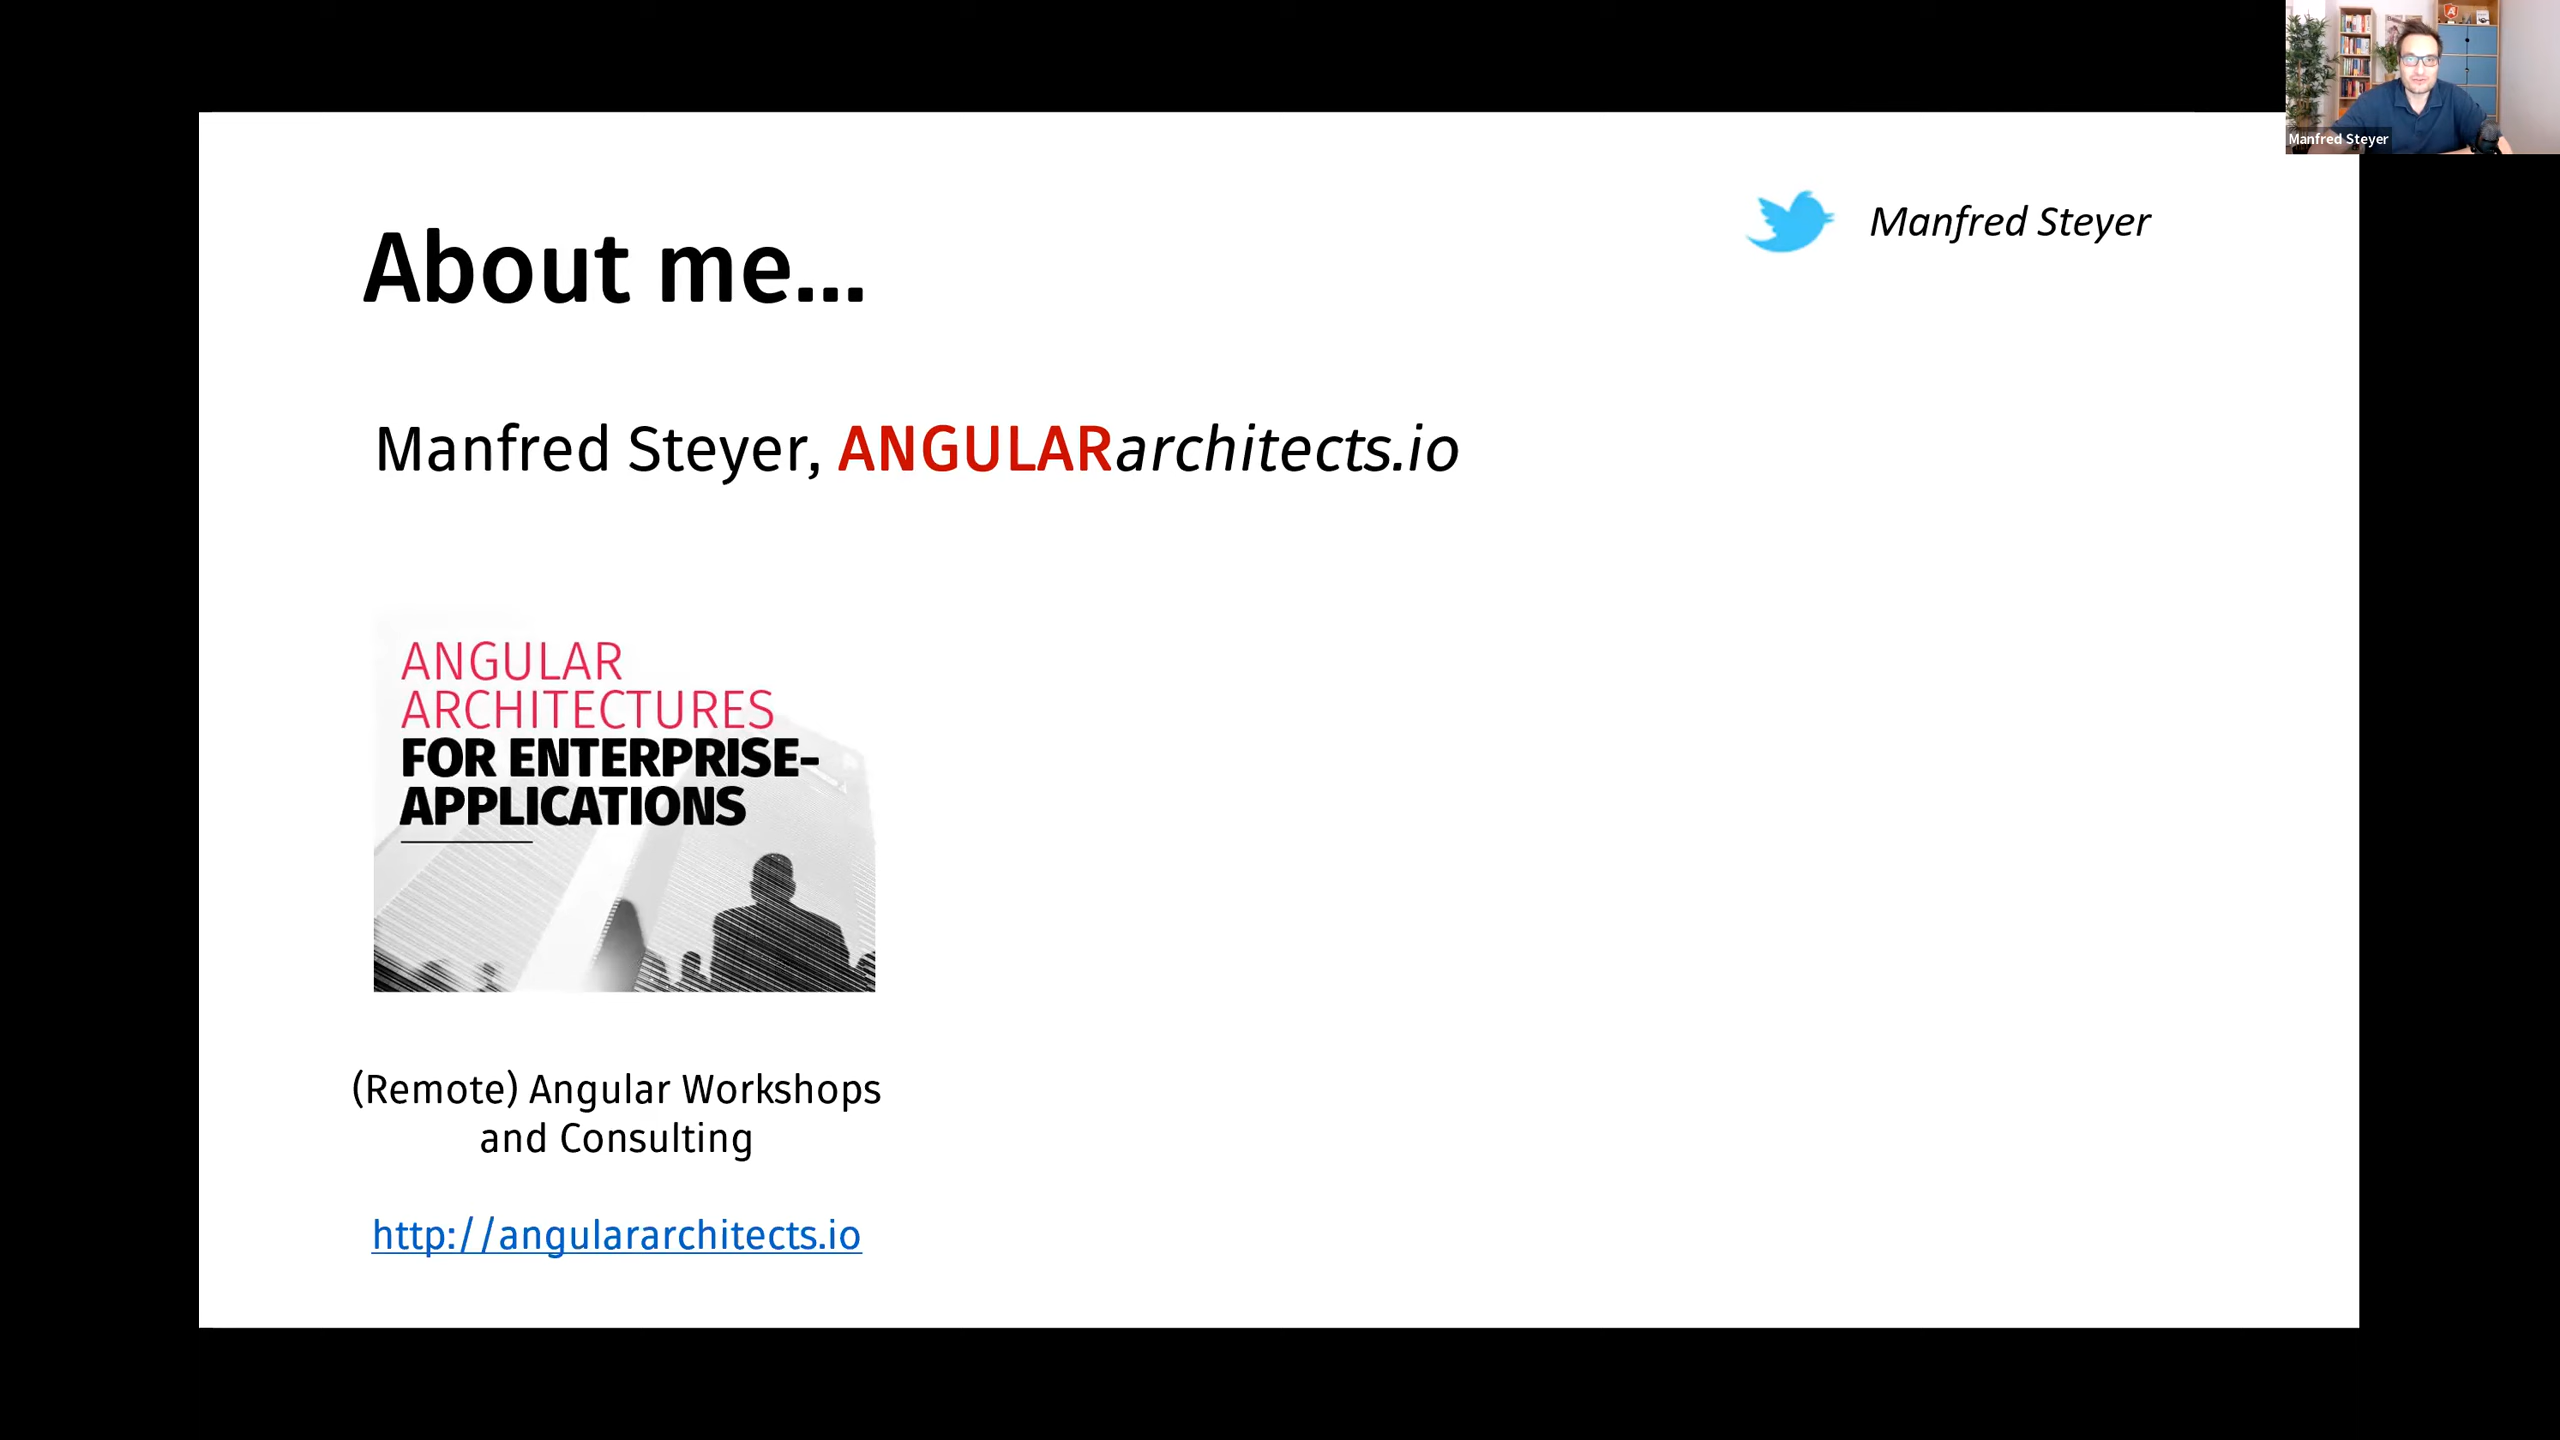 Manfred Steyer
Manfred Steyer
About me...
Manfred Steyer, ANGULARarchitects.io
ANGULAR
ARCHITECTURES
FOR ENTERPRISE-
APPLICATIONS
(Remote) Angular Workshops
and Consulting
http://angulararchitects.io